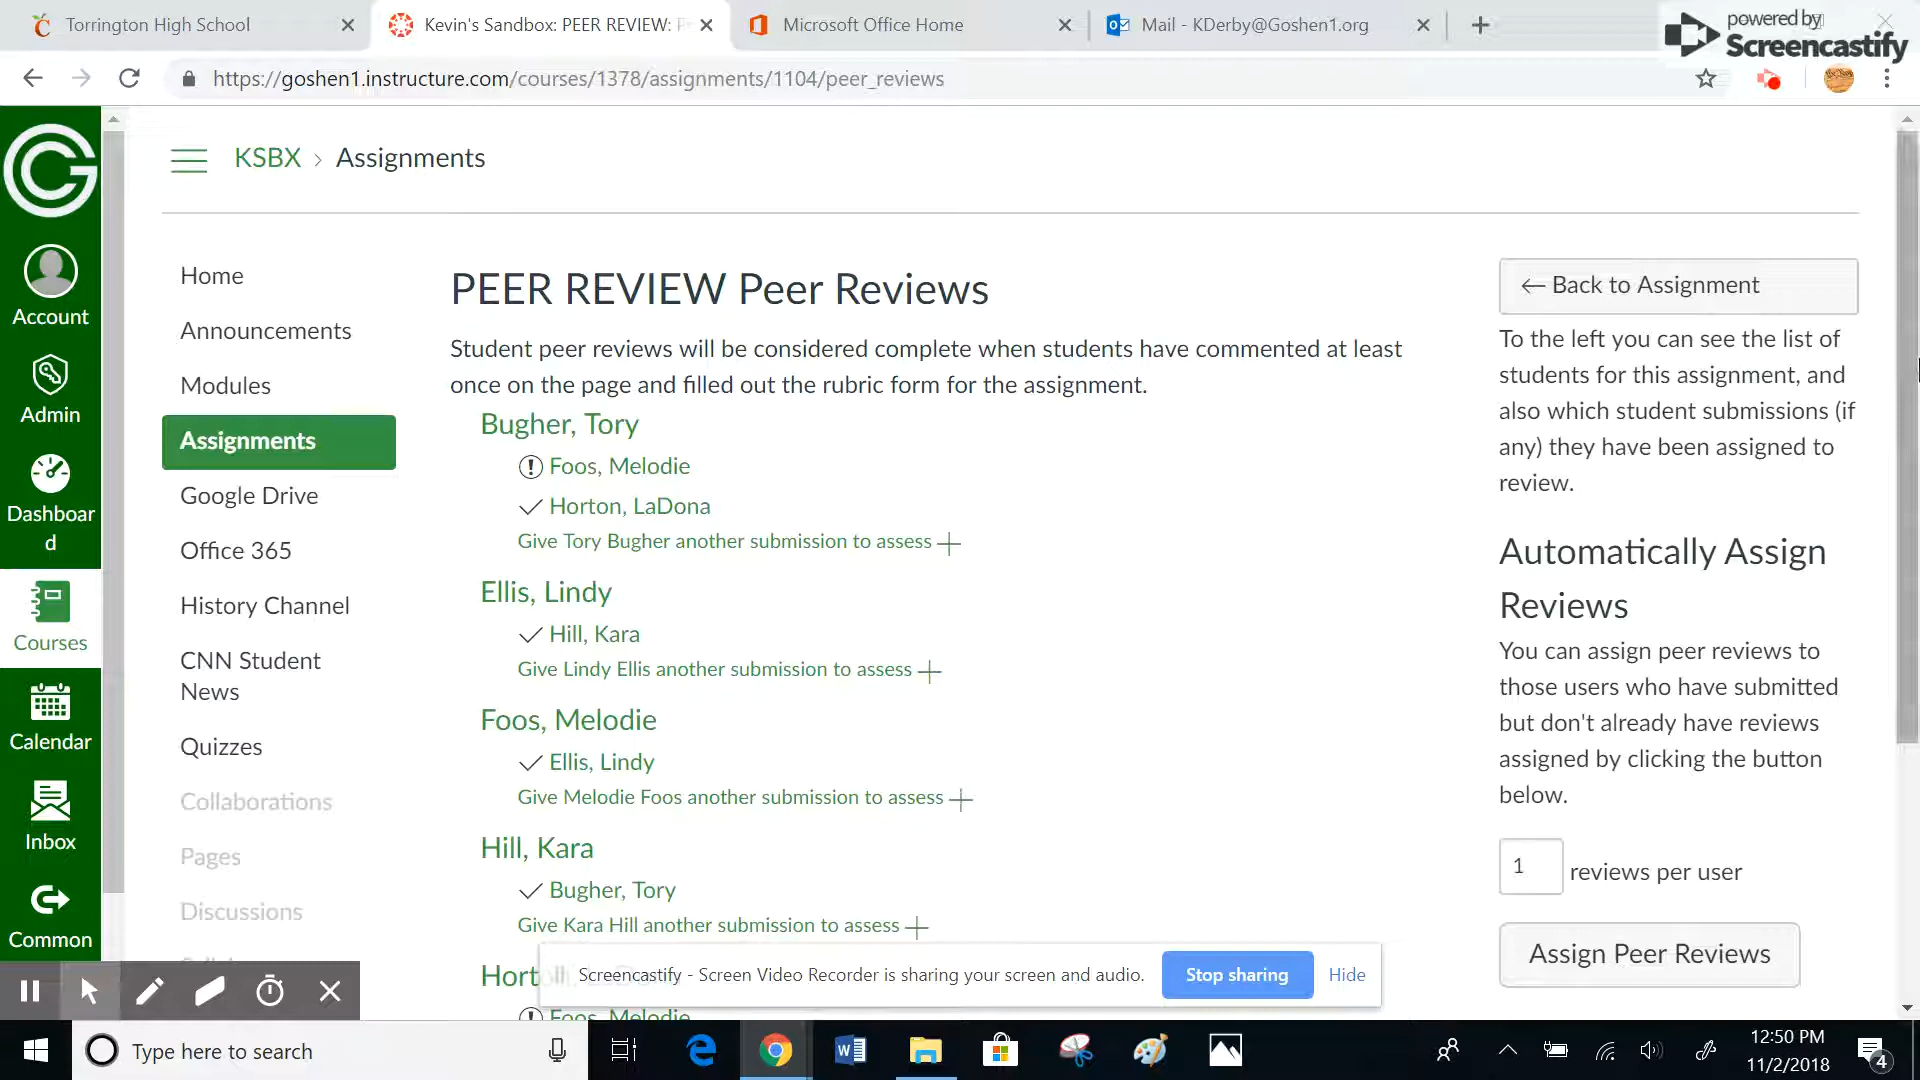 Torrington High School
Kevin's Sandbox: PEER REVIEW:
Microsoft Office Home
Mail - KDerby@Goshen1.org
powered by
Screencastify
https://goshen1.instructure.com/courses/1378/assignments/1104/peer_reviews
KSBX > Assignments
Account
Admin
Dashboar
d
Courses
Calendar
Inbox
Common
Home
Announcements
Modules
Assignments
Google Drive
Office 365
History Channel
CNN Student
News
Quizzes
Collaborations
Pages
Discussions
PEER REVIEW Peer Reviews
Student peer reviews will be considered complete when students have commented at least
once on the page and filled out the rubric form for the assignment.
Bugher, Tory
Foos, Melodie
Horton, LaDona
Give Tory Bugher another submission to assess
Ellis, Lindy
Hill, Kara
Give Lindy Ellis another submission to assess
Foos, Melodie
Ellis, Lindy
Give Melodie Foos another submission to assess
Hill, Kara
Bugher, Tory
Give Kara Hill another submission to assess
Foos, Melodie
← Back to Assignment
To the left you can see the list of
students for this assignment, and
also which student submissions (if
any) they have been assigned to
review.
Automatically Assign
Reviews
You can assign peer reviews to
those users who have submitted
but don't already have reviews
assigned by clicking the button
below.
1 reviews per user
Assign Peer Reviews
Screencastify - Screen Video Recorder is sharing your screen and audio.
Stop sharing
Hide
Type here to search
12:50 PM
11/2/2018
4